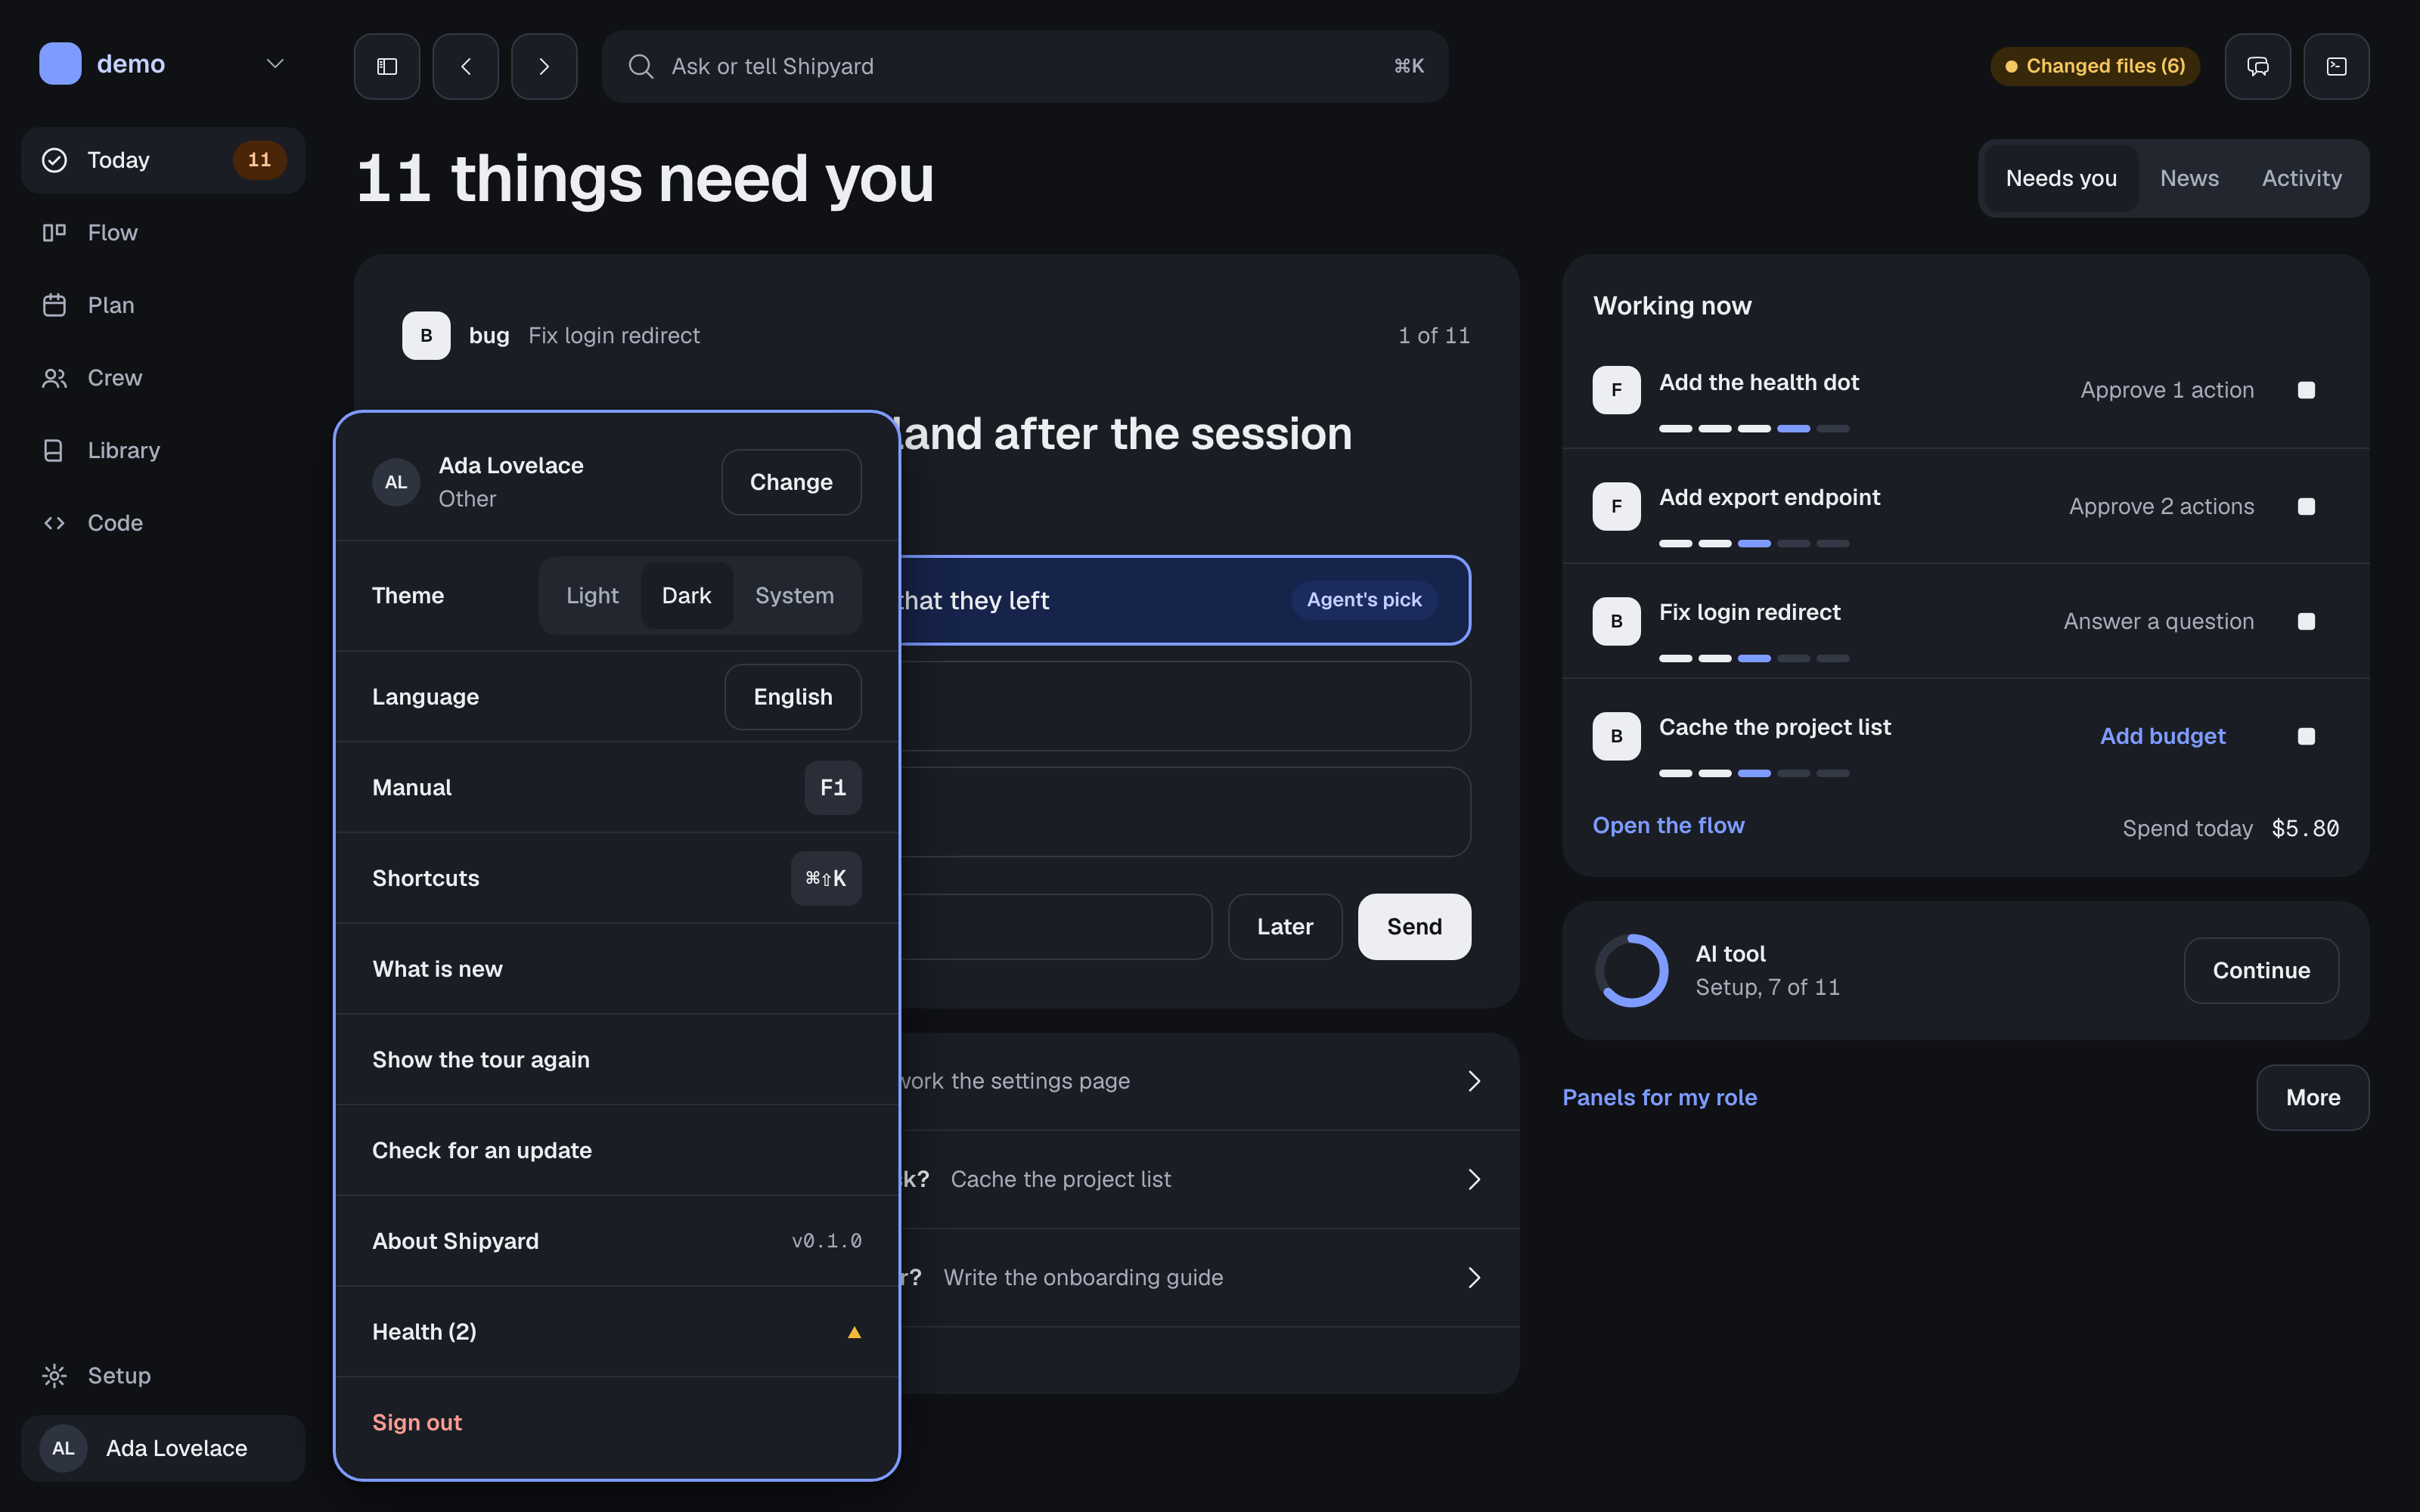 demo
Ask or tell Shipyard
⌘K
Changed files (6)
Today
11
Flow
Plan
Crew
Library
Code
Setup
AL
Ada Lovelace
11 things need you
Needs you
News
Activity
B
bug
Fix login redirect
1 of 11
land after the session
that they left
Agent's pick
Later
Send
work the settings page
Cache the project list
Write the onboarding guide
AL
Ada Lovelace
Other
Change
Theme
Light
Dark
System
Language
English
Manual
F1
Shortcuts
⌘⇧K
What is new
Show the tour again
Check for an update
About Shipyard
v0.1.0
Health (2)
Sign out
Working now
F
Add the health dot
Approve 1 action
F
Add export endpoint
Approve 2 actions
B
Fix login redirect
Answer a question
B
Cache the project list
Add budget
Open the flow
Spend today
$5.80
AI tool
Setup, 7 of 11
Continue
Panels for my role
More